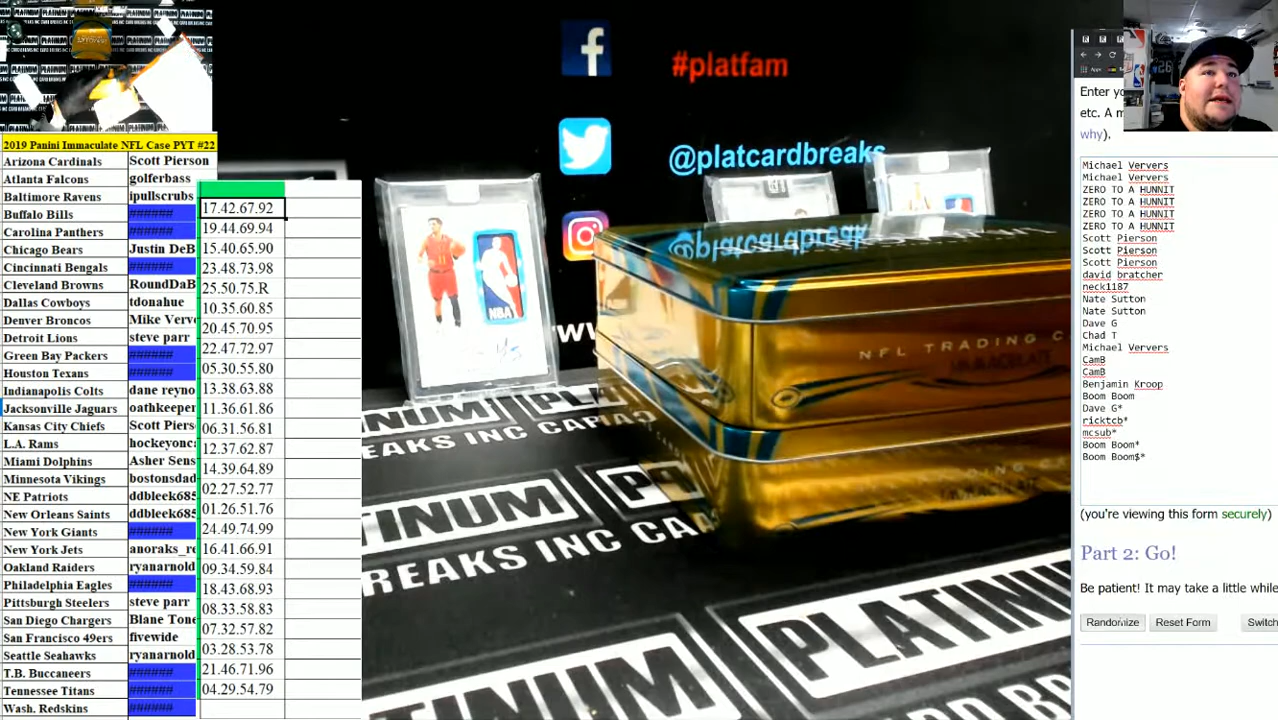 #platfam
@platcardbreaks
NBA
NFL TRADING
IMMACULATE
PLATINUM
BREAKS INC
2019 Panini Immaculate NFL Case PYT #22
Arizona Cardinals Scott Pierson
Atlanta Falcons golferbass
Baltimore Ravens ipullscrubs
Buffalo Bills ######
Carolina Panthers ######
Chicago Bears Justin DeB
Cincinnati Bengals ######
Cleveland Browns RoundDaB
Dallas Cowboys tdonahue
Denver Broncos Mike Verv
Detroit Lions steve parr
Green Bay Packers ######
Houston Texans ######
Indianapolis Colts dane reyno
Jacksonville Jaguars oathkeeper
Kansas City Chiefs Scott Piers
L.A. Rams hockeyonc
Miami Dolphins Asher Sens
Minnesota Vikings bostonsdad
NE Patriots ddbleek685
New Orleans Saints ddbleek685
New York Giants ######
New York Jets anoraks_re
Oakland Raiders ryanarnold
Philadelphia Eagles ######
Pittsburgh Steelers steve parr
San Diego Chargers Blane Tone
San Francisco 49ers fivewide
Seattle Seahawks ryanarnold
T.B. Buccaneers ######
Tennessee Titans ######
Wash. Redskins ######
17.42.67.92
19.44.69.94
15.40.65.90
23.48.73.98
25.50.75.R
10.35.60.85
20.45.70.95
22.47.72.97
05.30.55.80
13.38.63.88
11.36.61.86
06.31.56.81
12.37.62.87
14.39.64.89
02.27.52.77
01.26.51.76
24.49.74.99
16.41.66.91
09.34.59.84
18.43.68.93
08.33.58.83
07.32.57.82
03.28.53.78
21.46.71.96
04.29.54.79
Apps
Enter yo
etc. A m
why).
Michael Ververs
Michael Ververs
ZERO TO A HUNNIT
ZERO TO A HUNNIT
ZERO TO A HUNNIT
ZERO TO A HUNNIT
Scott Pierson
Scott Pierson
Scott Pierson
david bratcher
neck1187
Nate Sutton
Nate Sutton
Dave G
Chad T
Michael Ververs
CamB
CamB
Benjamin Kroop
Boom Boom
Dave G*
ricktcb*
mcsub*
Boom Boom*
Boom Boom$*
(you're viewing this form securely)
Part 2: Go!
Be patient! It may take a little while
Randomize Reset Form Switch